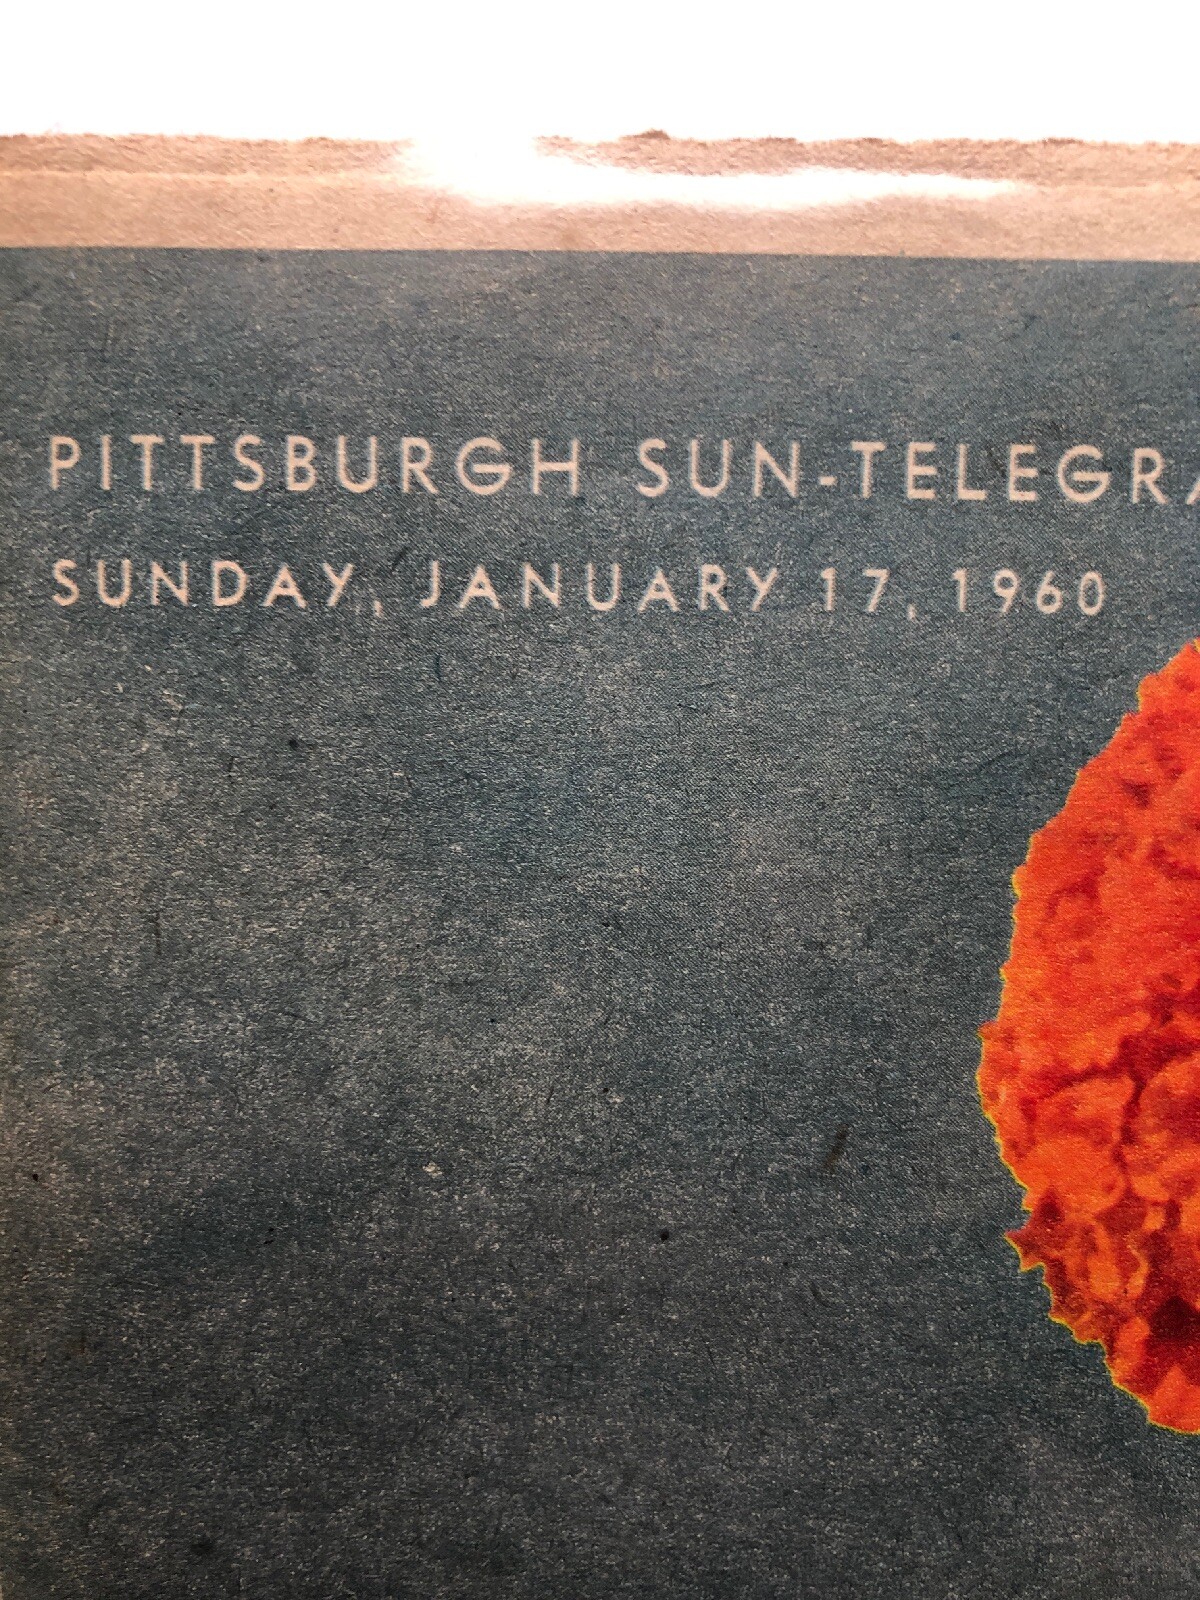 PITTSBURGH SUN-TELEGRA
SUNDAY, JANUARY 17, 1960